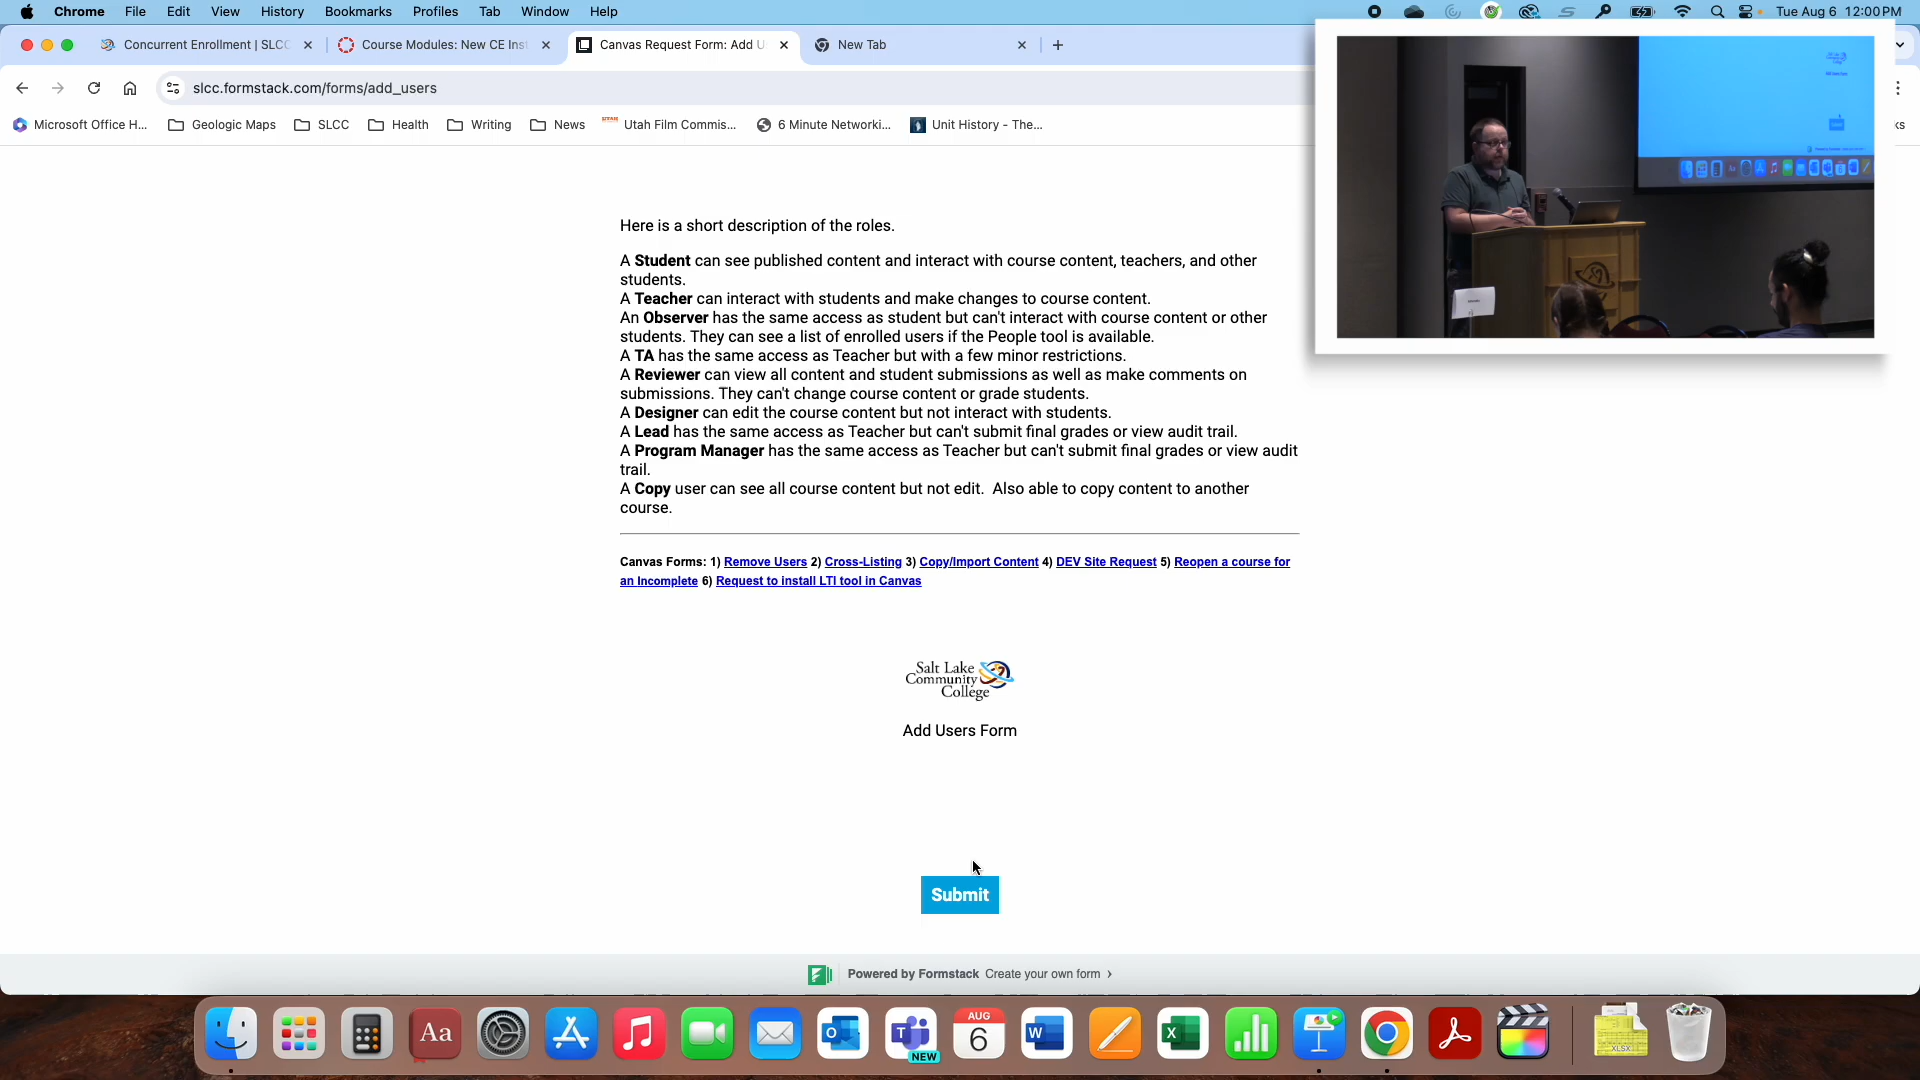 Chrome File Edit View History Bookmarks Profiles Tab Window Help Tue Aug 6 12:00 PM
Concurrent Enrollment | SLCC Course Modules: New CE Inst Canvas Request Form: Add U New Tab
slcc.formstack.com/forms/add_users
Microsoft Office H... Geologic Maps SLCC Health Writing News Utah Film Commis... 6 Minute Networki... Unit History - The... ks
Here is a short description of the roles.
A Student can see published content and interact with course content, teachers, and other
students.
A Teacher can interact with students and make changes to course content.
An Observer has the same access as student but can't interact with course content or other
students. They can see a list of enrolled users if the People tool is available.
A TA has the same access as Teacher but with a few minor restrictions.
A Reviewer can view all content and student submissions as well as make comments on
submissions. They can't change course content or grade students.
A Designer can edit the course content but not interact with students.
A Lead has the same access as Teacher but can't submit final grades or view audit trail.
A Program Manager has the same access as Teacher but can't submit final grades or view audit
trail.
A Copy user can see all course content but not edit. Also able to copy content to another
course.
Canvas Forms: 1) Remove Users 2) Cross-Listing 3) Copy/Import Content 4) DEV Site Request 5) Reopen a course for
an Incomplete 6) Request to install LTI tool in Canvas
Salt Lake
Community
College
Add Users Form
Submit
Powered by Formstack Create your own form ›
Aa
NEW
AUG
6
XLSX